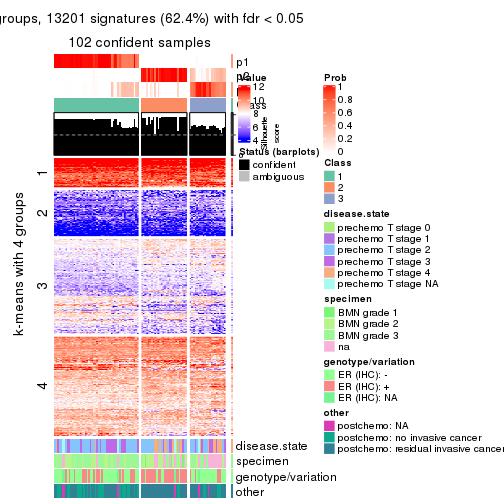 groups, 13201 signatures (62.4%) with fdr < 0.05
102 confident samples
p1
p2
Class
Silhouette
score
k-means with 4 groups
1
2
3
4
disease.state
specimen
genotype/variation
other
Value
12
10
8
6
4
Status (barplots)
confident
ambiguous
Prob
1
0.8
0.6
0.4
0.2
0
Class
1
2
3
disease.state
prechemo T stage 0
prechemo T stage 1
prechemo T stage 2
prechemo T stage 3
prechemo T stage 4
prechemo T stage NA
specimen
BMN grade 1
BMN grade 2
BMN grade 3
na
genotype/variation
ER (IHC): -
ER (IHC): +
ER (IHC): NA
other
postchemo: NA
postchemo: no invasive cancer
postchemo: residual invasive cancer